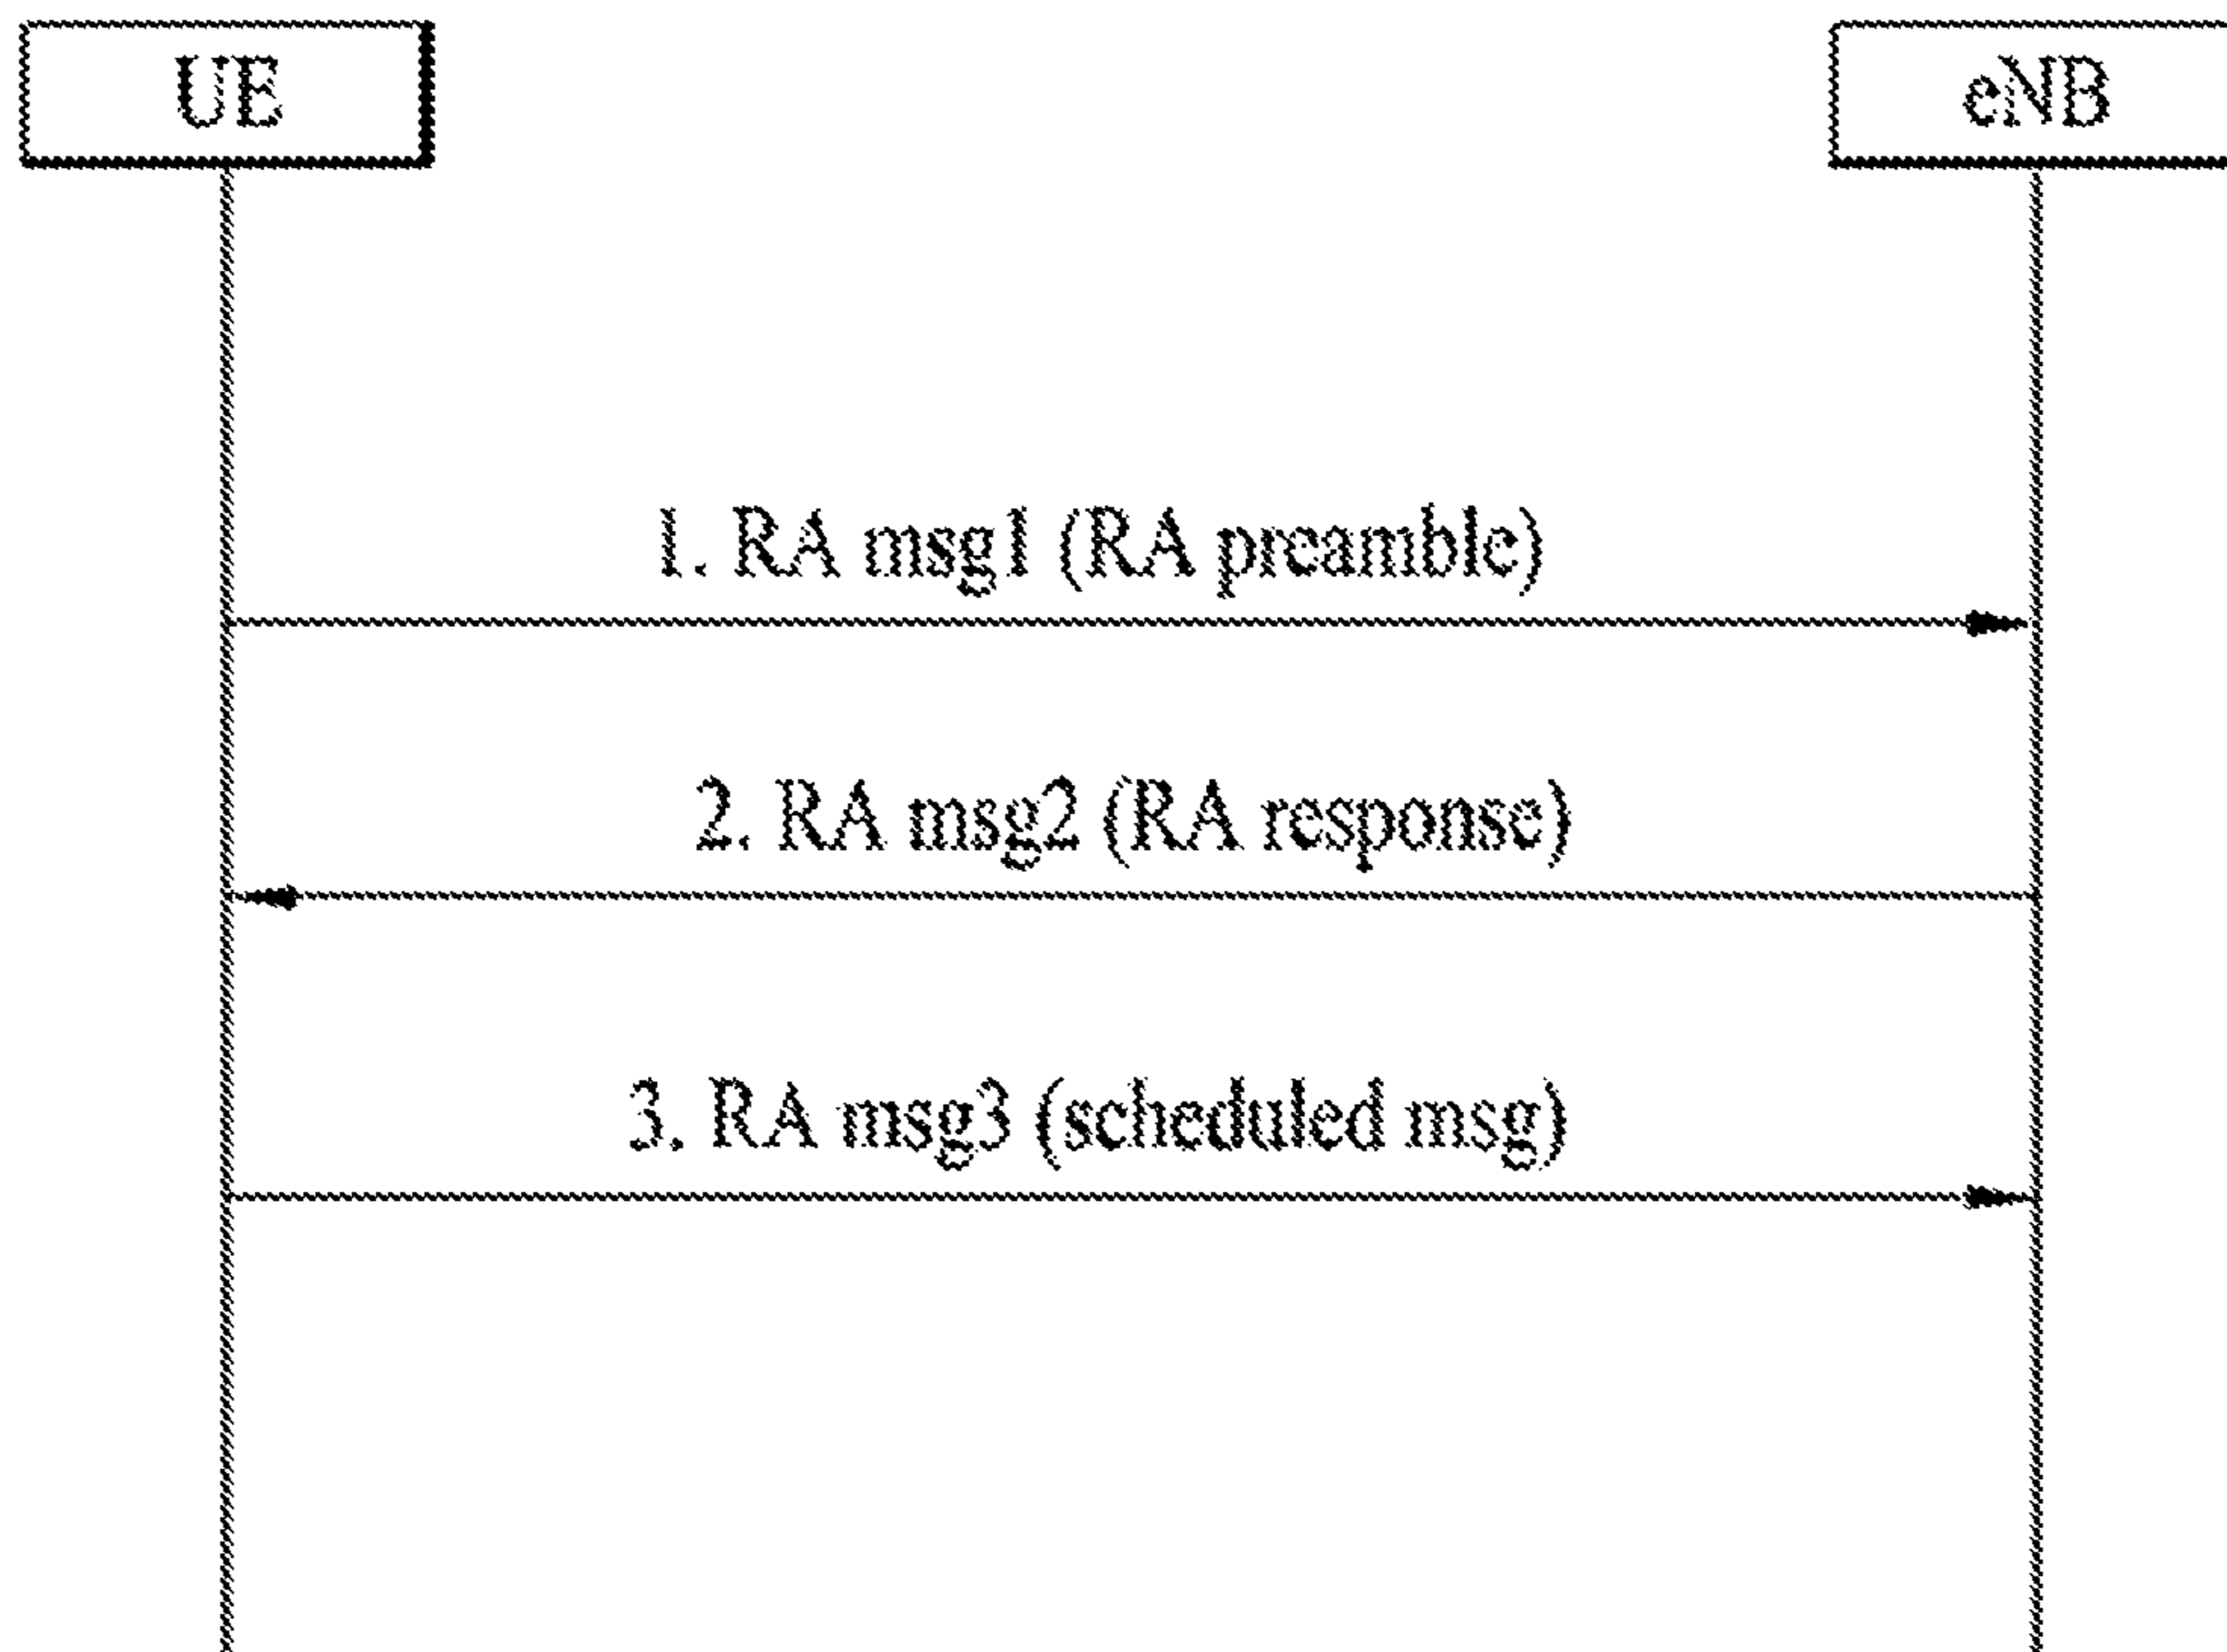 UE
eNB
1. RA msg1 (RA preamble)
2. RA msg2 (RA response)
3. RA msg3 (scheduled msg)